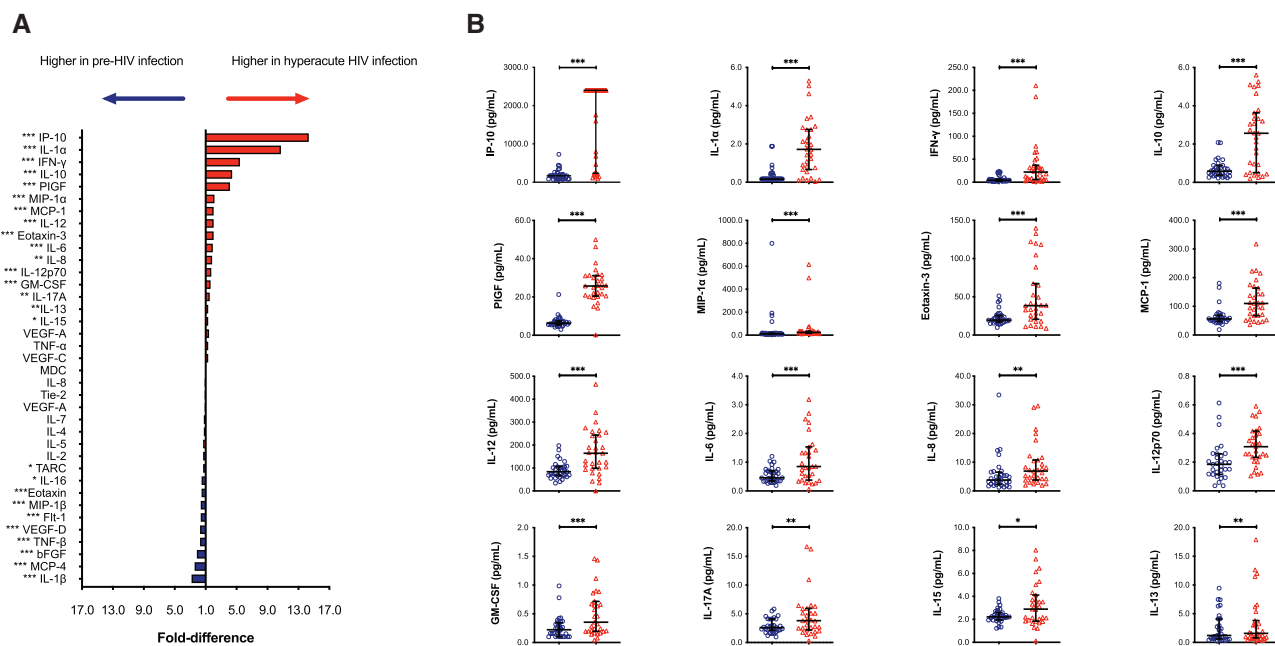 A
B
Higher in pre-HIV infection
Higher in hyperacute HIV infection
*** IP-10
*** IL-1α
*** IFN-γ
*** IL-10
*** PIGF
*** MIP-1α
*** MCP-1
*** IL-12
*** Eotaxin-3
*** IL-6
** IL-8
*** IL-12p70
*** GM-CSF
** IL-17A
**IL-13
* IL-15
VEGF-A
TNF-α
VEGF-C
MDC
IL-8
Tie-2
VEGF-A
IL-7
IL-4
IL-5
IL-2
* TARC
* IL-16
***Eotaxin
*** MIP-1β
*** Flt-1
*** VEGF-D
*** TNF-β
*** bFGF
*** MCP-4
*** IL-1β
17.0 13.0 9.0 5.0 1.0 5.0 9.0 13.0 17.0
Fold-difference
IP-10 (pg/mL)
3000.0
2000.0
1000.0
0.0
***
IL-1α (pg/mL)
6.0
4.0
2.0
0.0
***
IFN-γ (pg/mL)
250.0
200.0
150.0
100.0
50.0
0.0
***
IL-10 (pg/mL)
6.0
4.0
2.0
0.0
***
PIGF (pg/mL)
60.0
40.0
20.0
0.0
***
MIP-1α (pg/mL)
1000.0
800.0
600.0
400.0
200.0
0.0
***
Eotaxin-3 (pg/mL)
150.0
100.0
50.0
0.0
***
MCP-1 (pg/mL)
400.0
300.0
200.0
100.0
0.0
***
IL-12 (pg/mL)
500.0
400.0
300.0
200.0
100.0
0.0
***
IL-6 (pg/mL)
4.0
3.0
2.0
1.0
0.0
***
IL-8 (pg/mL)
40.0
30.0
20.0
10.0
0.0
**
IL-12p70 (pg/mL)
0.8
0.6
0.4
0.2
0.0
***
GM-CSF (pg/mL)
2.0
1.5
1.0
0.5
0.0
***
IL-17A (pg/mL)
20.0
15.0
10.0
5.0
0.0
**
IL-15 (pg/mL)
10.0
8.0
6.0
4.0
2.0
0.0
*
IL-13 (pg/mL)
20.0
15.0
10.0
5.0
0.0
**